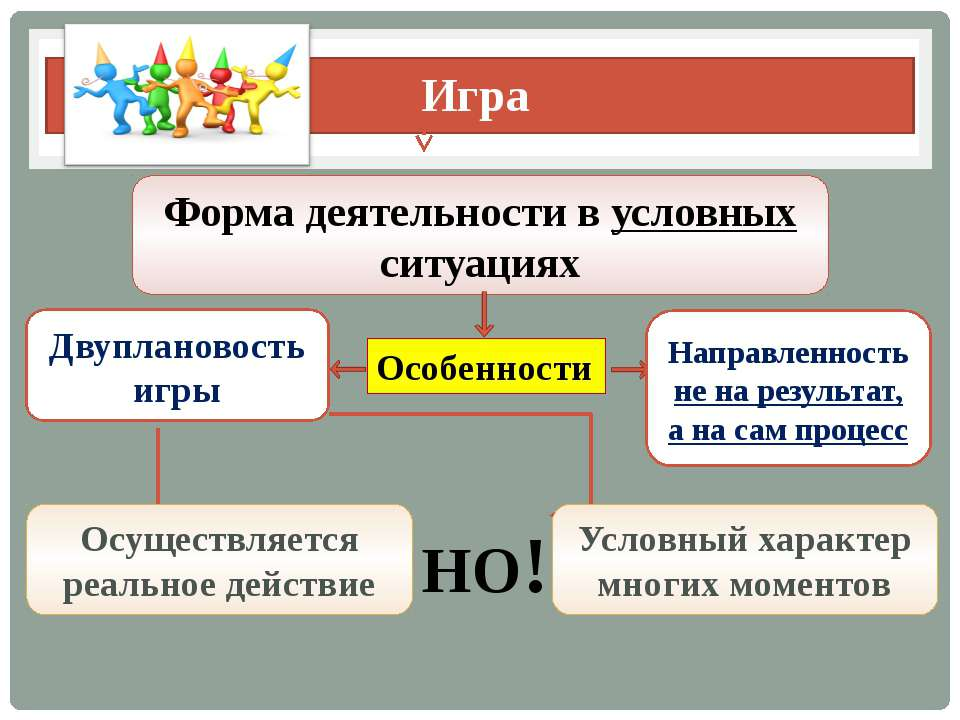 Игра
Форма деятельности в условных
ситуациях
Двуплановость
игры
Особенности
Направленность
не на результат,
а на сам процесс
Осуществляется
реальное действие
НО!
Условный характер
многих моментов